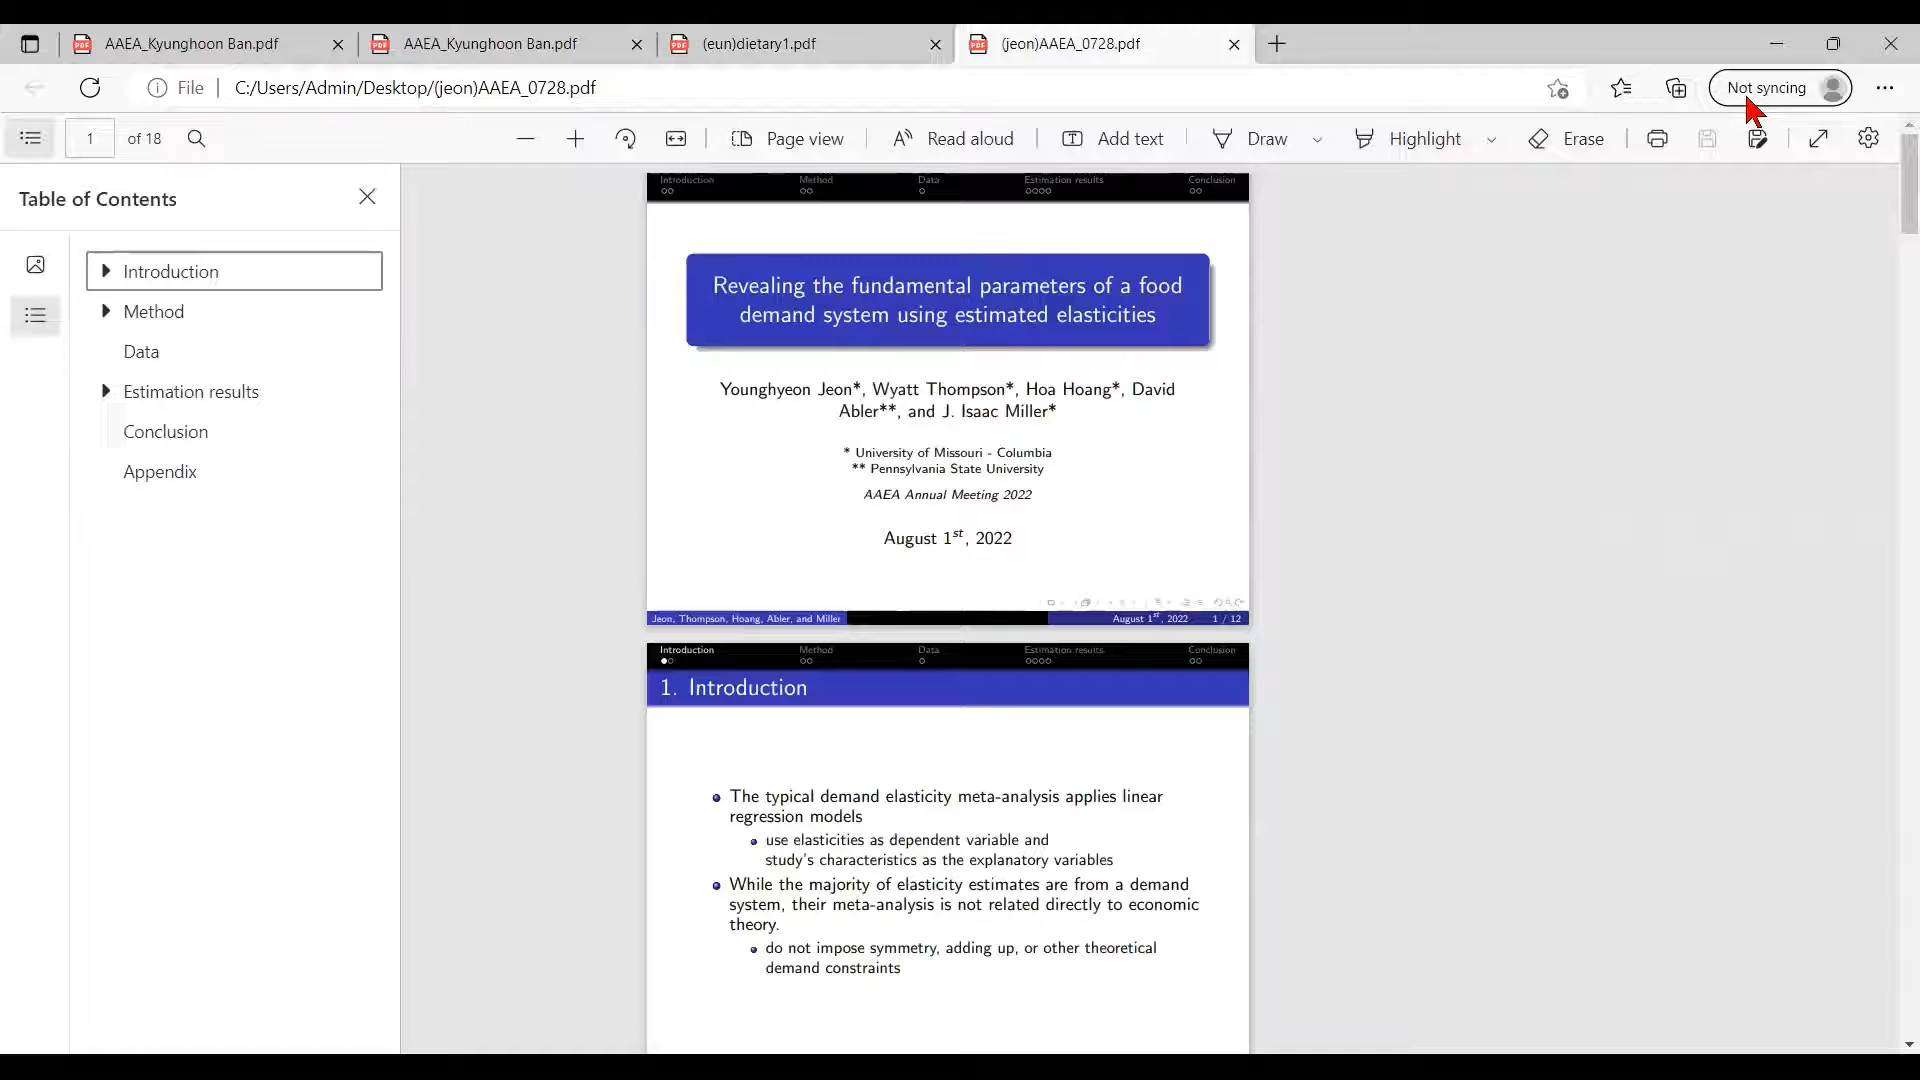 AAEA_Kyunghoon Ban.pdf
AAEA_Kyunghoon Ban.pdf
(eun)dietary1.pdf
(jeon)AAEA_0728.pdf
File
C:/Users/Admin/Desktop/(jeon)AAEA_0728.pdf
Not syncing
1 of 18
Page view
Read aloud
Add text
Draw
Highlight
Erase
Table of Contents
Introduction
Method
Data
Estimation results
Conclusion
Appendix
Introduction Method Data Estimation results Conclusion
Revealing the fundamental parameters of a food
demand system using estimated elasticities
Younghyeon Jeon*, Wyatt Thompson*, Hoa Hoang*, David
Abler**, and J. Isaac Miller*
* University of Missouri - Columbia
** Pennsylvania State University
AAEA Annual Meeting 2022
August 1st, 2022
Jeon, Thompson, Hoang, Abler, and Miller August 1st, 2022 1 / 12
Introduction Method Data Estimation results Conclusion
1. Introduction
The typical demand elasticity meta-analysis applies linear
regression models
use elasticities as dependent variable and
study's characteristics as the explanatory variables
While the majority of elasticity estimates are from a demand
system, their meta-analysis is not related directly to economic
theory.
do not impose symmetry, adding up, or other theoretical
demand constraints